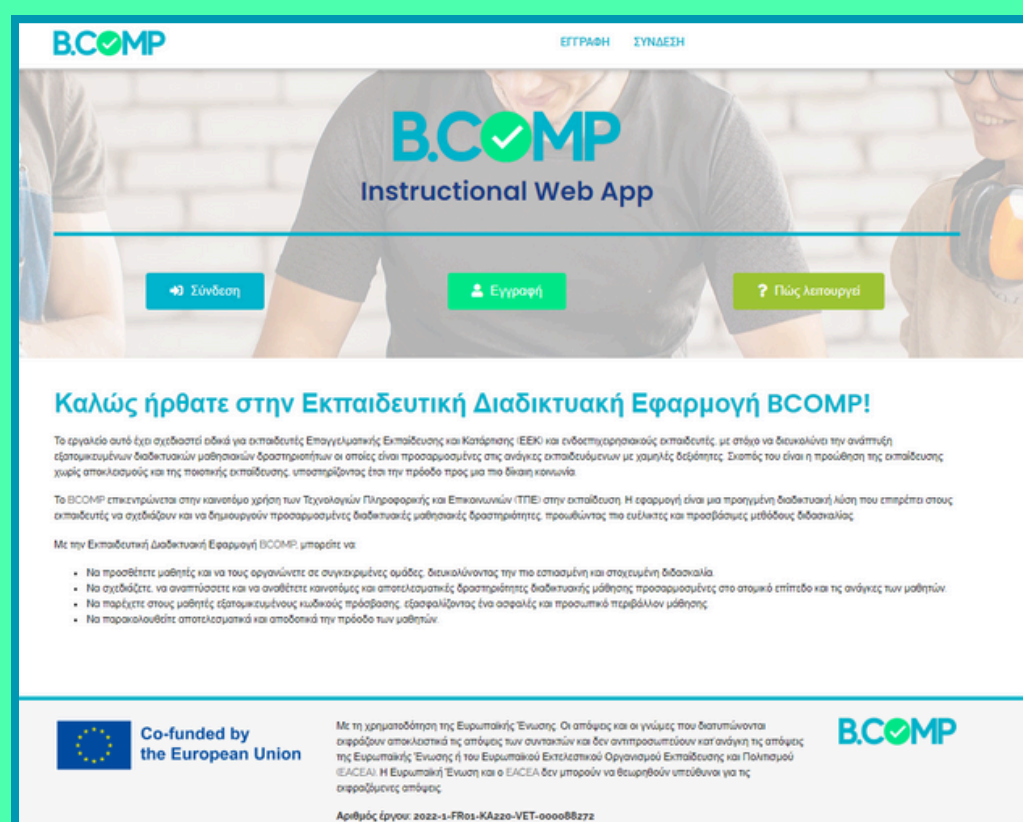 B.COMP
ΕΓΓΡΑΦΗ ΣΥΝΔΕΣΗ
B.COMP
Instructional Web App
Σύνδεση
Εγγραφή
? Πώς λειτουργεί
Καλώς ήρθατε στην Εκπαιδευτική Διαδικτυακή Εφαρμογή BCOMP!
Το εργαλείο αυτό έχει σχεδιαστεί ειδικά για εκπαιδευτές Επαγγελματικής Εκπαίδευσης και Κατάρτισης (ΕΕΚ) και ενδοεπιχειρησιακούς εκπαιδευτές, με στόχο να διευκολύνει την ανάπτυξη
εξατομικευμένων διαδικτυακών μαθησιακών δραστηριοτήτων οι οποίες είναι προσαρμοσμένες στις ανάγκες εκπαιδευόμενων με χαμηλές δεξιότητες. Σκοπός του είναι η προώθηση της εκπαίδευσης
χωρίς αποκλεισμούς και της ποιοτικής εκπαίδευσης, υποστηρίζοντας έτσι την πρόοδο προς μια πιο δίκαιη κοινωνία.
Το BCOMP επικεντρώνεται στην καινοτόμο χρήση των Τεχνολογιών Πληροφορικής και Επικοινωνιών (ΤΠΕ) στην εκπαίδευση. Η εφαρμογή είναι μια προηγμένη διαδικτυακή λύση που επιτρέπει στους
εκπαιδευτές να σχεδιάζουν και να δημιουργούν προσαρμοσμένες διαδικτυακές μαθησιακές δραστηριότητες, προωθώντας πιο ευέλικτες και προσβάσιμες μεθόδους διδασκαλίας.
Με την Εκπαιδευτική Διαδικτυακή Εφαρμογή BCOMP, μπορείτε να:
• Να προσθέτετε μαθητές και να τους οργανώνετε σε συγκεκριμένες ομάδες, διευκολύνοντας την πιο εστιασμένη και στοχευμένη διδασκαλία.
• Να σχεδιάζετε, να αναπτύσσετε και να αναθέτετε καινοτόμες και αποτελεσματικές δραστηριότητες διαδικτυακής μάθησης προσαρμοσμένες στο ατομικό επίπεδο και τις ανάγκες των μαθητών.
• Να παρέχετε στους μαθητές εξατομικευμένους κωδικούς πρόσβασης, εξασφαλίζοντας ένα ασφαλές και προσωπικό περιβάλλον μάθησης.
• Να παρακολουθείτε αποτελεσματικά και αποδοτικά την πρόοδο των μαθητών.
Co-funded by
the European Union
Με τη χρηματοδότηση της Ευρωπαϊκής Ένωσης. Οι απόψεις και οι γνώμες που διατυπώνονται
εκφράζουν αποκλειστικά τις απόψεις των συντακτών και δεν αντιπροσωπεύουν κατ'ανάγκη τις απόψεις
της Ευρωπαϊκής Ένωσης ή του Ευρωπαϊκού Εκτελεστικού Οργανισμού Εκπαίδευσης και Πολιτισμού
(EACEA). Η Ευρωπαϊκή Ένωση και ο EACEA δεν μπορούν να θεωρηθούν υπεύθυνοι για τις
εκφραζόμενες απόψεις.
Αριθμός έργου: 2022-1-FR01-KA220-VET-000088272
B.COMP